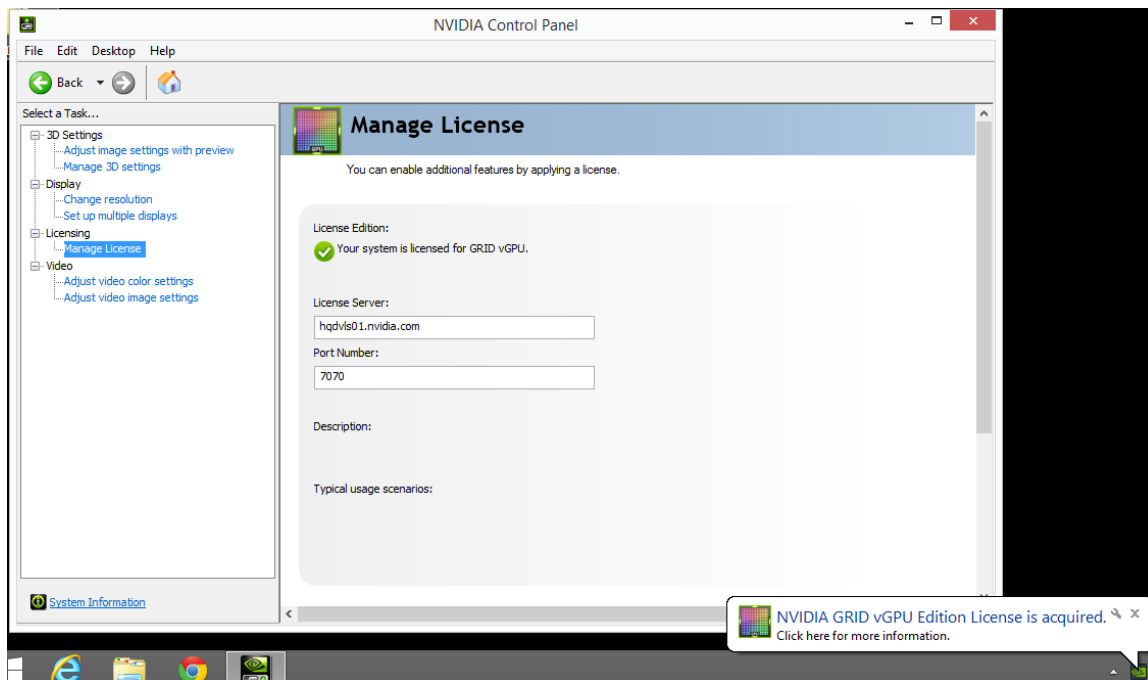 NVIDIA Control Panel
File Edit Desktop Help
Back
Select a Task...
3D Settings
Adjust image settings with preview
Manage 3D settings
Display
Change resolution
Set up multiple displays
Licensing
Manage License
Video
Adjust video color settings
Adjust video image settings
System Information
Manage License
You can enable additional features by applying a license.
License Edition:
Your system is licensed for GRID vGPU.
License Server:
hqdvls01.nvidia.com
Port Number:
7070
Description:
Typical usage scenarios:
NVIDIA GRID vGPU Edition License is acquired.
Click here for more information.